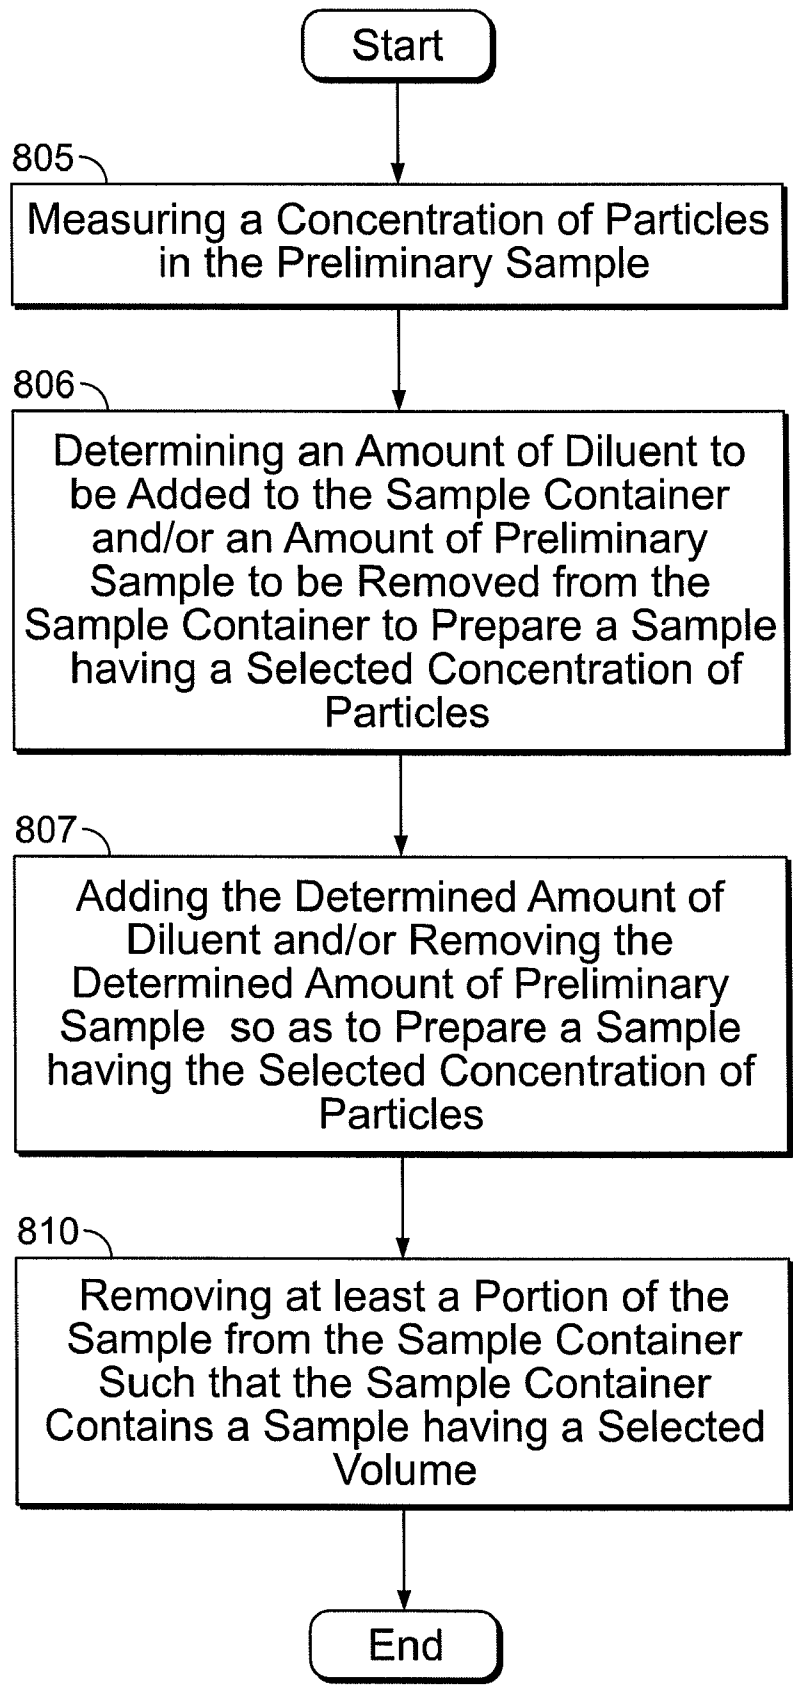 Start
805
Measuring a Concentration of Particles
in the Preliminary Sample
806
Determining an Amount of Diluent to
be Added to the Sample Container
and/or an Amount of Preliminary
Sample to be Removed from the
Sample Container to Prepare a Sample
having a Selected Concentration of
Particles
807
Adding the Determined Amount of
Diluent and/or Removing the
Determined Amount of Preliminary
Sample so as to Prepare a Sample
having the Selected Concentration of
Particles
810
Removing at least a Portion of the
Sample from the Sample Container
Such that the Sample Container
Contains a Sample having a Selected
Volume
End